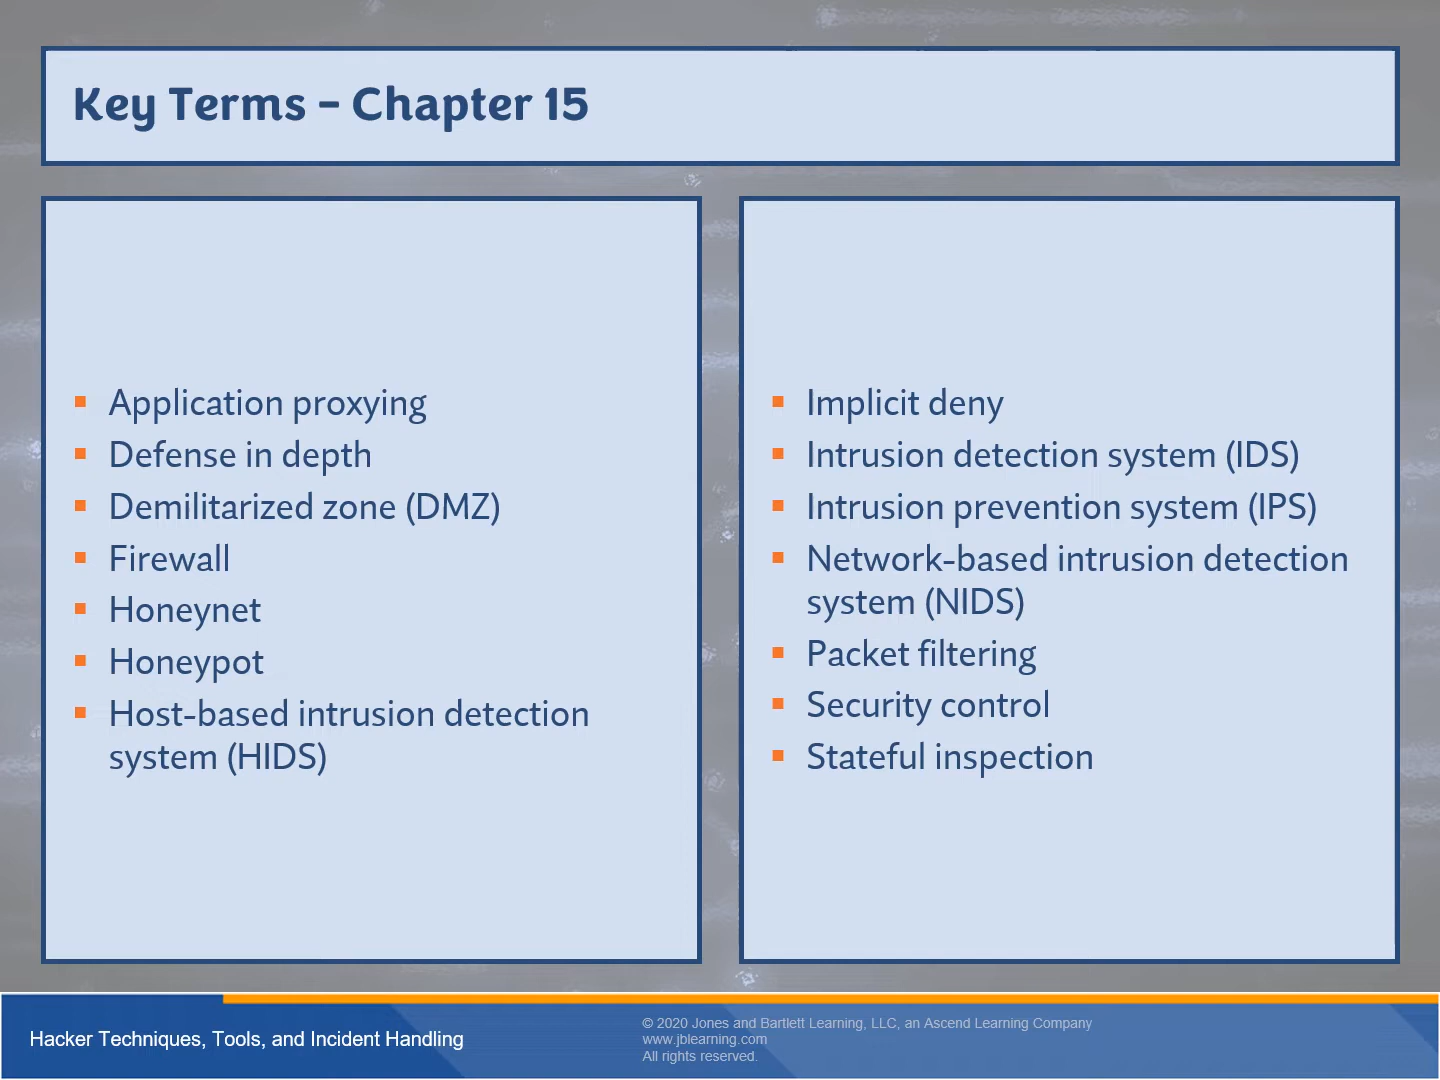 Key Terms – Chapter 15
Application proxying
Defense in depth
Demilitarized zone (DMZ)
Firewall
Honeynet
Honeypot
Host-based intrusion detection
system (HIDS)
Implicit deny
Intrusion detection system (IDS)
Intrusion prevention system (IPS)
Network-based intrusion detection
system (NIDS)
Packet filtering
Security control
Stateful inspection
Hacker Techniques, Tools, and Incident Handling
© 2020 Jones and Bartlett Learning, LLC, an Ascend Learning Company
www.jblearning.com
All rights reserved.